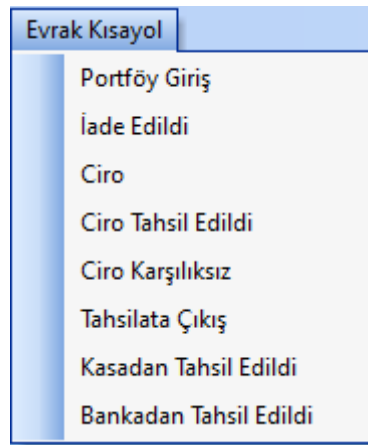 Evrak Kısayol
Portföy Giriş
İade Edildi
Ciro
Ciro Tahsil Edildi
Ciro Karşılıksız
Tahsilata Çıkış
Kasadan Tahsil Edildi
Bankadan Tahsil Edildi